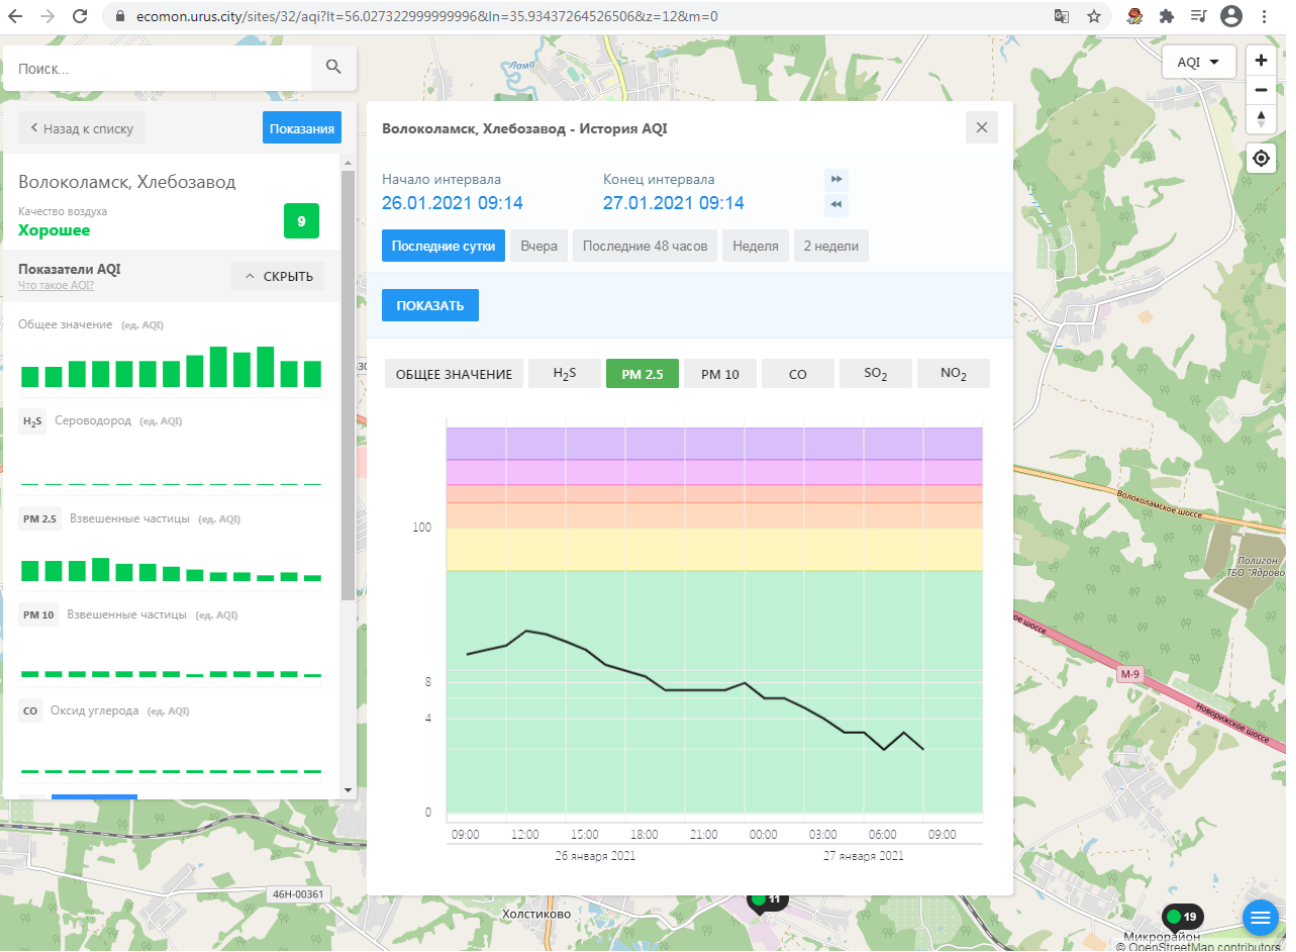 ecomon.urus.city/sites/32/aqi?lt=56.027322999999996&ln=35.93437264526506&z=12&m=0
Поиск...
AQI
Лама
Назад к списку
Показания
Волоколамск, Хлебозавод - История AQI
Волоколамск, Хлебозавод
Качество воздуха
Хорошее
9
Показатели AQI
Что такое AQI?
СКРЫТЬ
Общее значение (ед. AQI)
H₂S Сероводород (ед. AQI)
PM 2.5 Взвешенные частицы (ед. AQI)
PM 10 Взвешенные частицы (ед. AQI)
CO Оксид углерода (ед. AQI)
Начало интервала
26.01.2021 09:14
Конец интервала
27.01.2021 09:14
Последние сутки Вчера Последние 48 часов Неделя 2 недели
ПОКАЗАТЬ
ОБЩЕЕ ЗНАЧЕНИЕ H₂S PM 2.5 PM 10 CO SO₂ NO₂
100
8
4
0
09:00 12:00 15:00 18:00 21:00 00:00 03:00 06:00 09:00
26 января 2021 27 января 2021
Волоколамское шоссе
Полигон
ТБО "Ядрово
M-9
Новорижское шоссе
46Н-00361
Холстиково
11
19
Микрорайон
© OpenStreetMap contributors